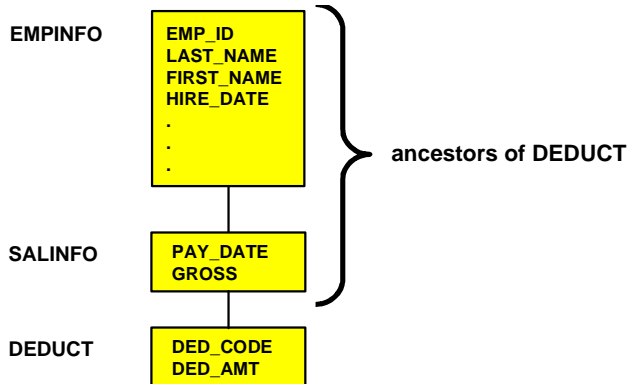 EMPINFO
EMP_ID
LAST_NAME
FIRST_NAME
HIRE_DATE
.
.
.
ancestors of DEDUCT
SALINFO
PAY_DATE
GROSS
DEDUCT
DED_CODE
DED_AMT